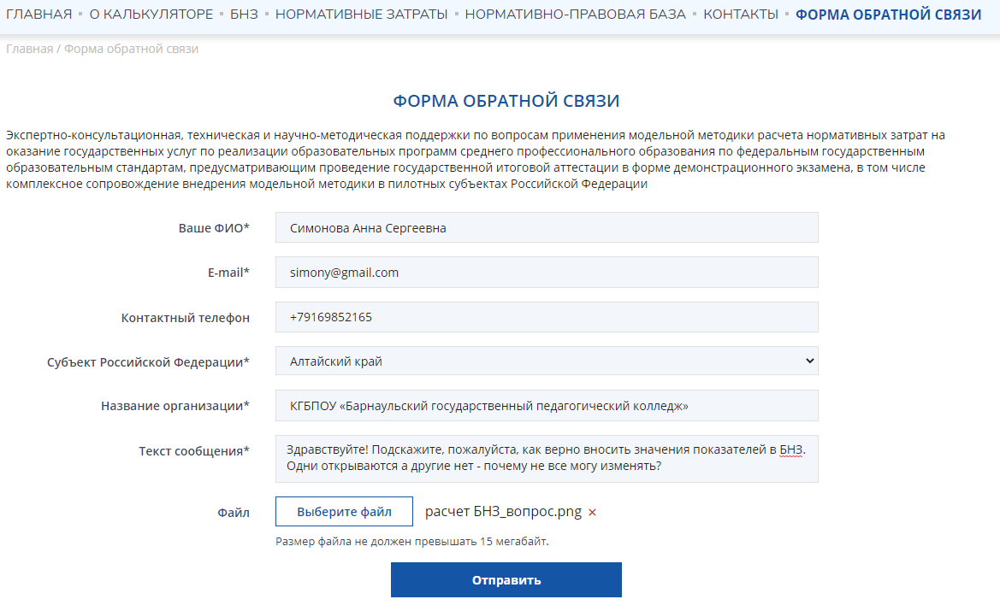 ГЛАВНАЯ ▪ О КАЛЬКУЛЯТОРЕ ▪ БНЗ ▪ НОРМАТИВНЫЕ ЗАТРАТЫ ▪ НОРМАТИВНО-ПРАВОВАЯ БАЗА ▪ КОНТАКТЫ ▪ ФОРМА ОБРАТНОЙ СВЯЗИ
Главная / Форма обратной связи
ФОРМА ОБРАТНОЙ СВЯЗИ
Экспертно-консультационная, техническая и научно-методическая поддержки по вопросам применения модельной методики расчета нормативных затрат на
оказание государственных услуг по реализации образовательных программ среднего профессионального образования по федеральным государственным
образовательным стандартам, предусматривающим проведение государственной итоговой аттестации в форме демонстрационного экзамена, в том числе
комплексное сопровождение внедрения модельной методики в пилотных субъектах Российской Федерации
Ваше ФИО* Симонова Анна Сергеевна
E-mail* simony@gmail.com
Контактный телефон +79169852165
Субъект Российской Федерации* Алтайский край
Название организации* КГБПОУ «Барнаульский государственный педагогический колледж»
Текст сообщения* Здравствуйте! Подскажите, пожалуйста, как верно вносить значения показателей в БНЗ.
Одни открываются а другие нет - почему не все могу изменять?
Файл Выберите файл расчет БНЗ_вопрос.png ×
Размер файла не должен превышать 15 мегабайт.
Отправить